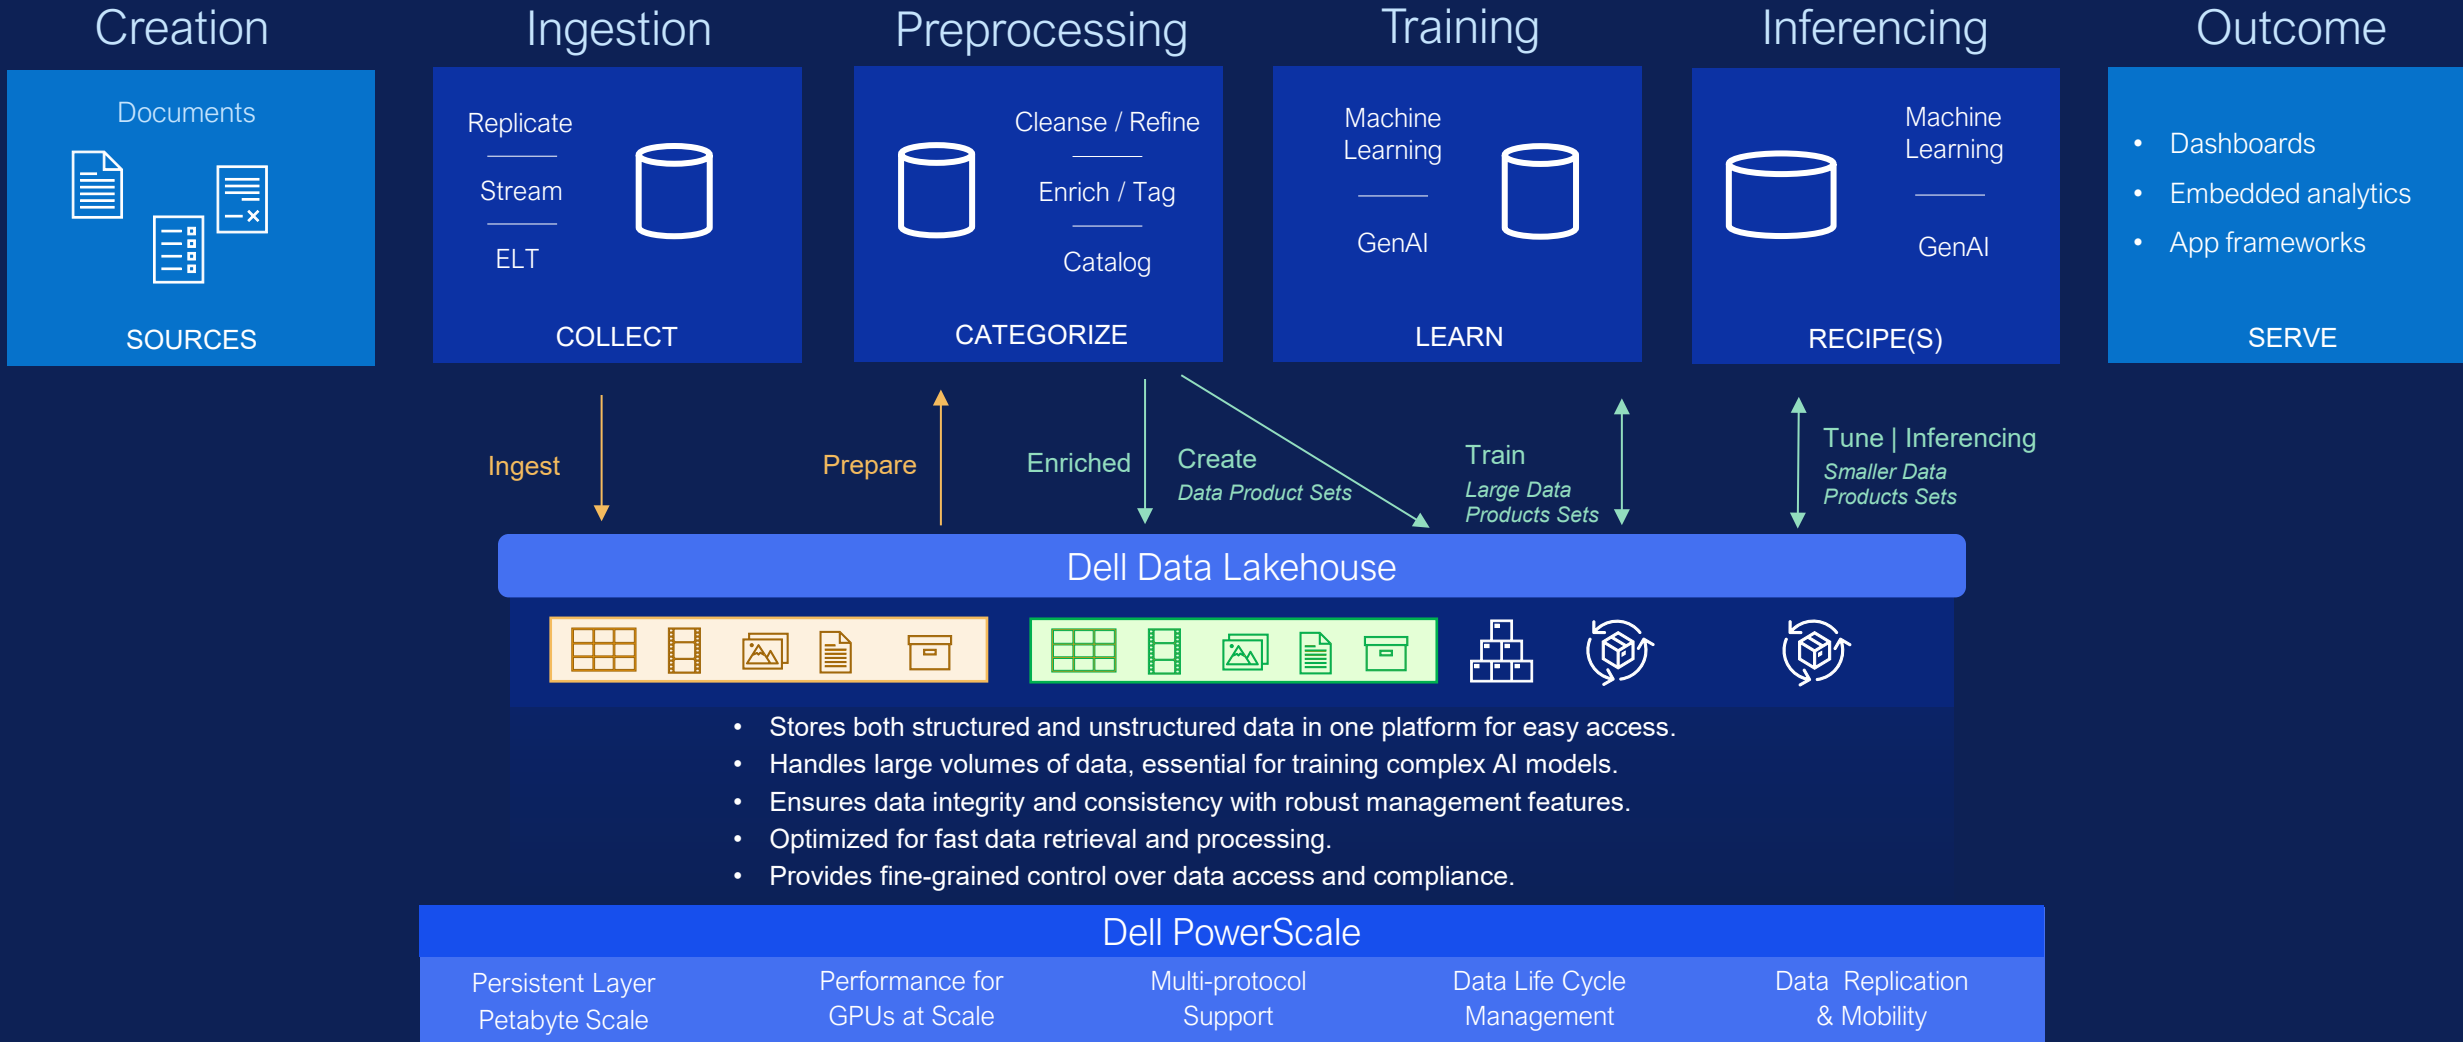 Creation
Ingestion
Preprocessing
Training
Inferencing
Outcome
Documents
SOURCES
Replicate
Stream
ELT
COLLECT
Cleanse / Refine
Enrich / Tag
Catalog
CATEGORIZE
Machine
Learning
GenAI
LEARN
Machine
Learning
GenAI
RECIPE(S)
• Dashboards
• Embedded analytics
• App frameworks
SERVE
Ingest
Prepare
Enriched
Create
Data Product Sets
Train
Large Data
Products Sets
Tune | Inferencing
Smaller Data
Products Sets
Dell Data Lakehouse
• Stores both structured and unstructured data in one platform for easy access.
• Handles large volumes of data, essential for training complex AI models.
• Ensures data integrity and consistency with robust management features.
• Optimized for fast data retrieval and processing.
• Provides fine-grained control over data access and compliance.
Dell PowerScale
Persistent Layer
Petabyte Scale
Performance for
GPUs at Scale
Multi-protocol
Support
Data Life Cycle
Management
Data Replication
& Mobility